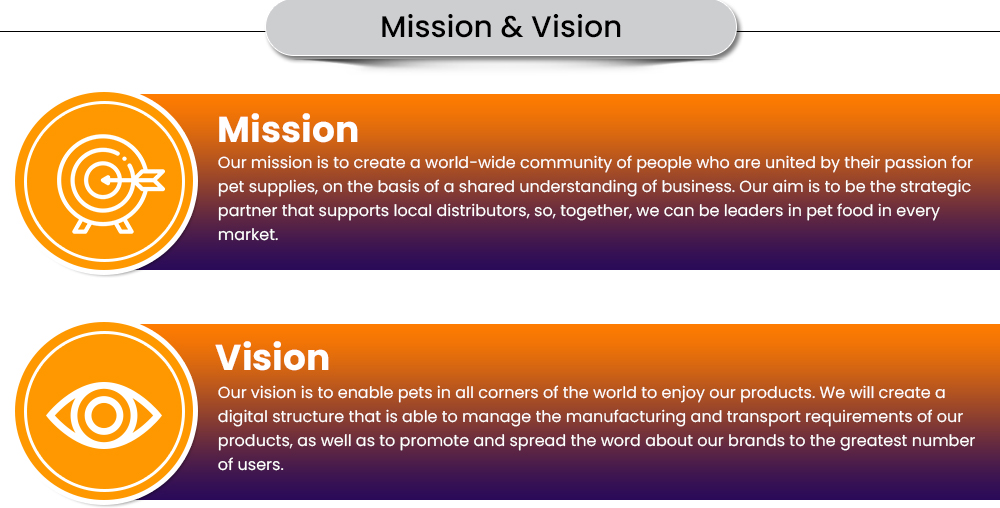 Mission & Vision
Mission
Our mission is to create a world-wide community of people who are united by their passion for
pet supplies, on the basis of a shared understanding of business. Our aim is to be the strategic
partner that supports local distributors, so, together, we can be leaders in pet food in every
market.
Vision
Our vision is to enable pets in all corners of the world to enjoy our products. We will create a
digital structure that is able to manage the manufacturing and transport requirements of our
products, as well as to promote and spread the word about our brands to the greatest number
of users.